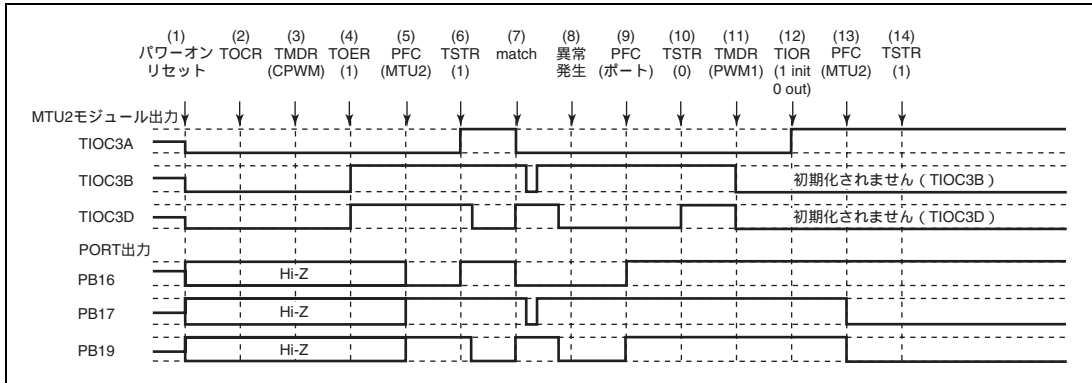 (1) (2) (3) (4) (5) (6) (7) (8) (9) (10) (11) (12) (13) (14)
パワーオン TOCR TMDR TOER PFC TSTR match 異常 PFC TSTR TMDR TIOR PFC TSTR
リセット (CPWM) (1) (MTU2) (1) 発生 (ポート) (0) (PWM1) (1 init (MTU2) (1)
0 out)
MTU2モジュール出力
TIOC3A
TIOC3B 初期化されません(TIOC3B)
TIOC3D 初期化されません(TIOC3D)
PORT出力
PB16 Hi-Z
PB17 Hi-Z
PB19 Hi-Z